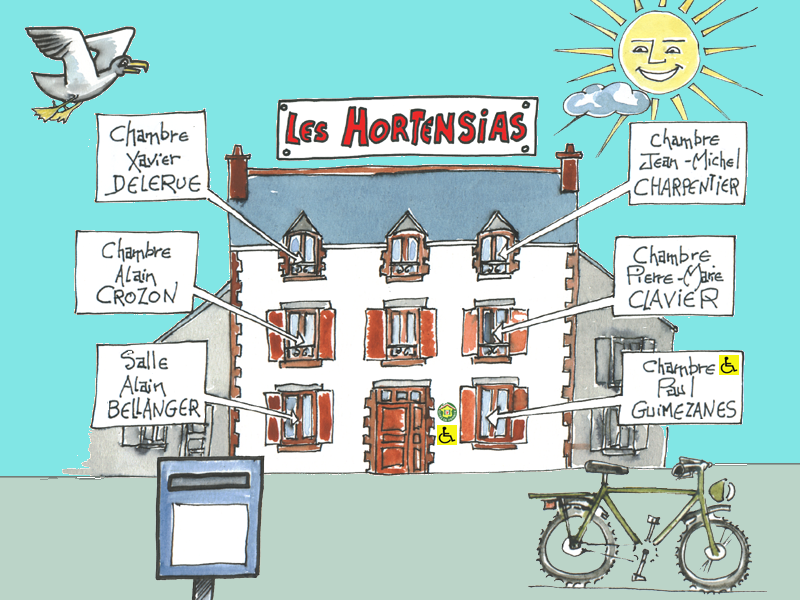 LES HORTENSIAS
Chambre
Xavier
DELERUE
Chambre
Jean-Michel
CHARPENTIER
Chambre
Alain
CROZON
Chambre
Pierre-Marie
CLAVIER
Salle
Alain
BELLANGER
Chambre
Paul
GUIMEZANES